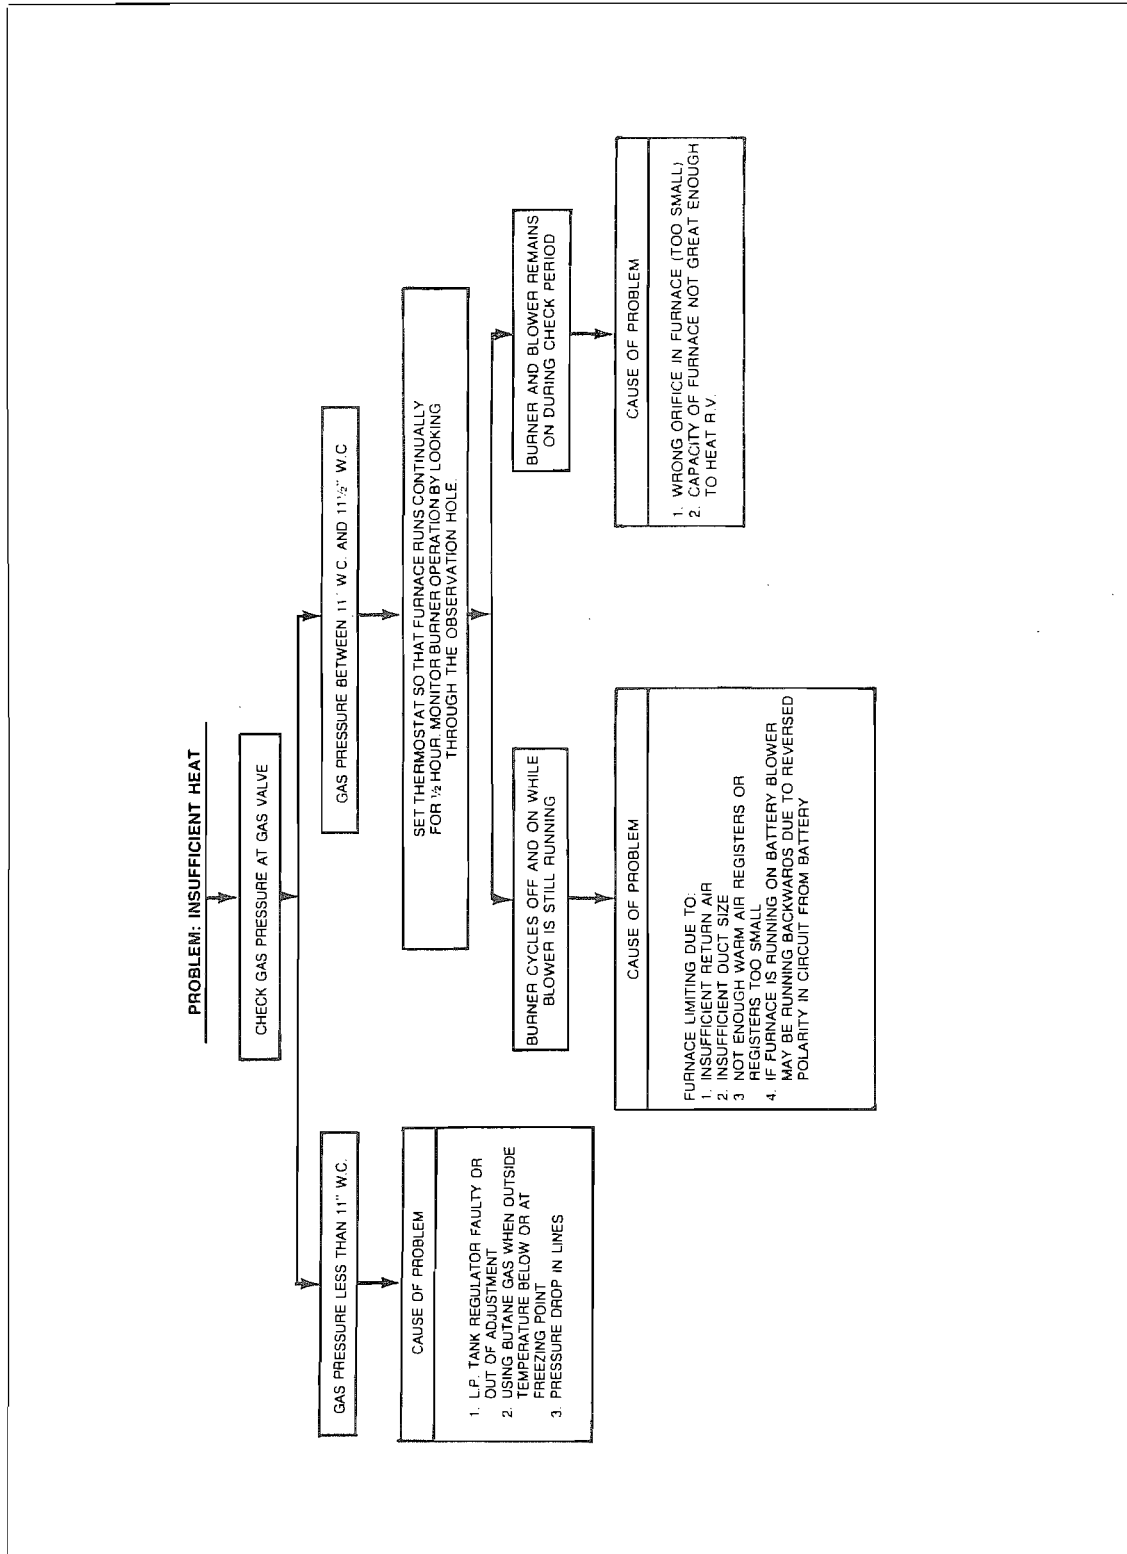 PROBLEM: INSUFFICIENT HEAT
CHECK GAS PRESSURE AT GAS VALVE
GAS PRESSURE LESS THAN 11" W.C.
CAUSE OF PROBLEM
1. L.P. TANK REGULATOR FAULTY OR
OUT OF ADJUSTMENT
2. USING BUTANE GAS WHEN OUTSIDE
TEMPERATURE BELOW OR AT
FREEZING POINT
3. PRESSURE DROP IN LINES
GAS PRESSURE BETWEEN 11' W.C. AND 11½" W.C
SET THERMOSTAT SO THAT FURNACE RUNS CONTINUALLY
FOR ½ HOUR. MONITOR BURNER OPERATION BY LOOKING
THROUGH THE OBSERVATION HOLE.
BURNER CYCLES OFF AND ON WHILE
BLOWER IS STILL RUNNING
CAUSE OF PROBLEM
FURNACE LIMITING DUE TO:
1. INSUFFICIENT RETURN AIR
2. INSUFFICIENT DUCT SIZE
3 NOT ENOUGH WARM AIR REGISTERS OR
REGISTERS TOO SMALL
4. IF FURNACE IS RUNNING ON BATTERY BLOWER
MAY BE RUNNING BACKWARDS DUE TO REVERSED
POLARITY IN CIRCUIT FROM BATTERY
BURNER AND BLOWER REMAINS
ON DURING CHECK PERIOD
CAUSE OF PROBLEM
1. WRONG ORIFICE IN FURNACE (TOO SMALL)
2. CAPACITY OF FURNACE NOT GREAT ENOUGH
TO HEAT R.V.